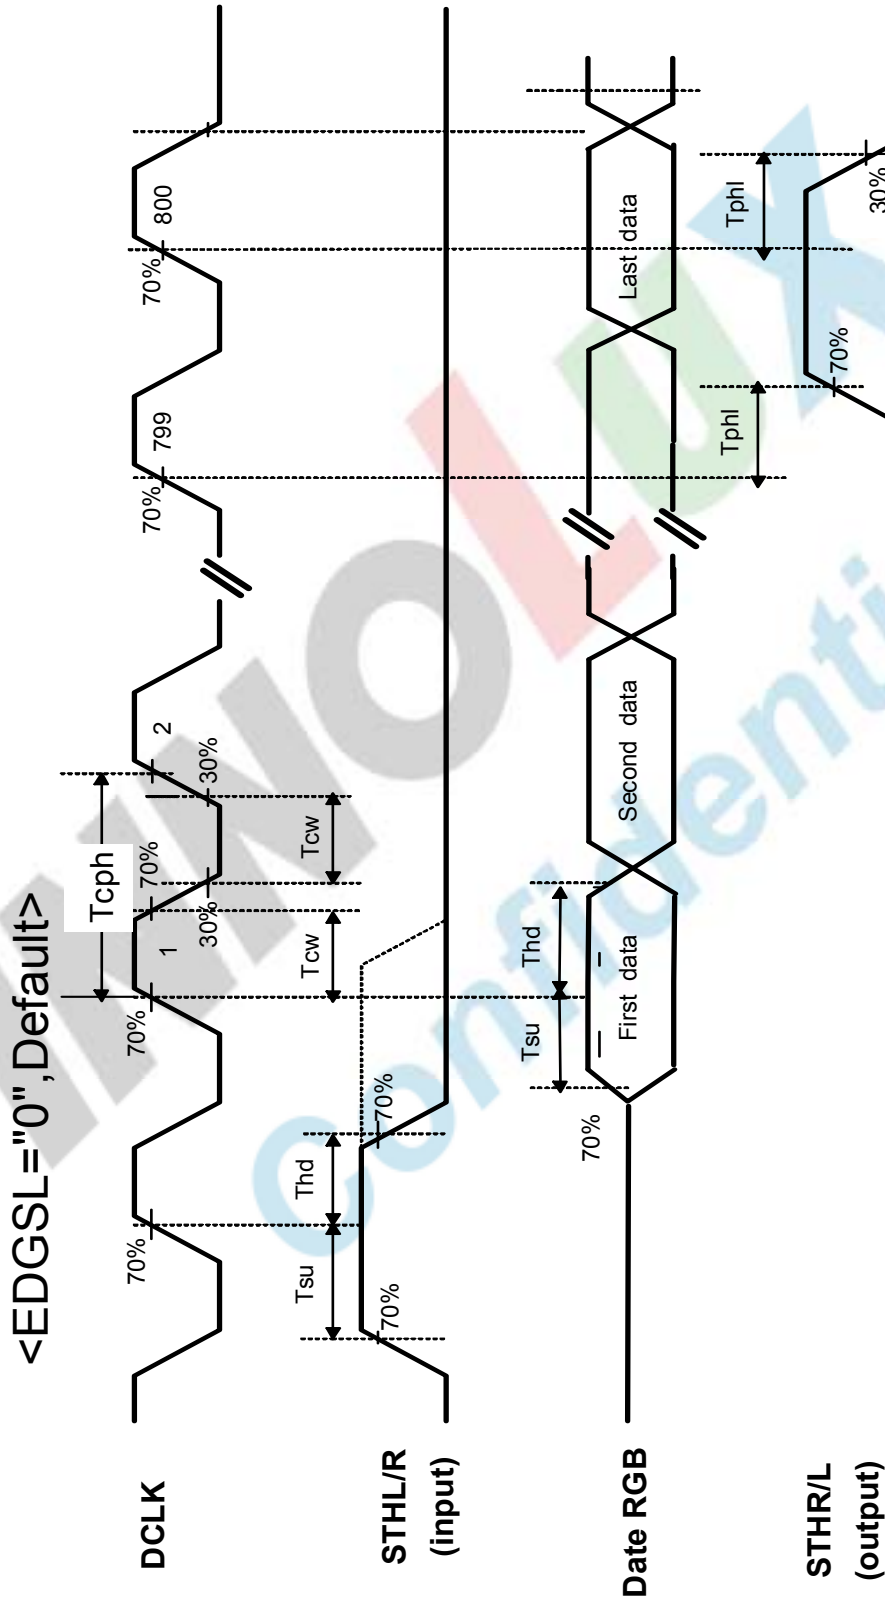 <EDGSL="0",Default>
Tcph
DCLK
70%
70%
1
70%
30%
30%
2
70%
799
70%
800
Tcw
Tcw
STHL/R
(input)
Tsu
Thd
70%
70%
Date RGB
70%
Tsu
Thd
First data
Second data
Last data
Tphl
Tphl
STHR/L
(output)
70%
30%
INNOLUX
Confidenti